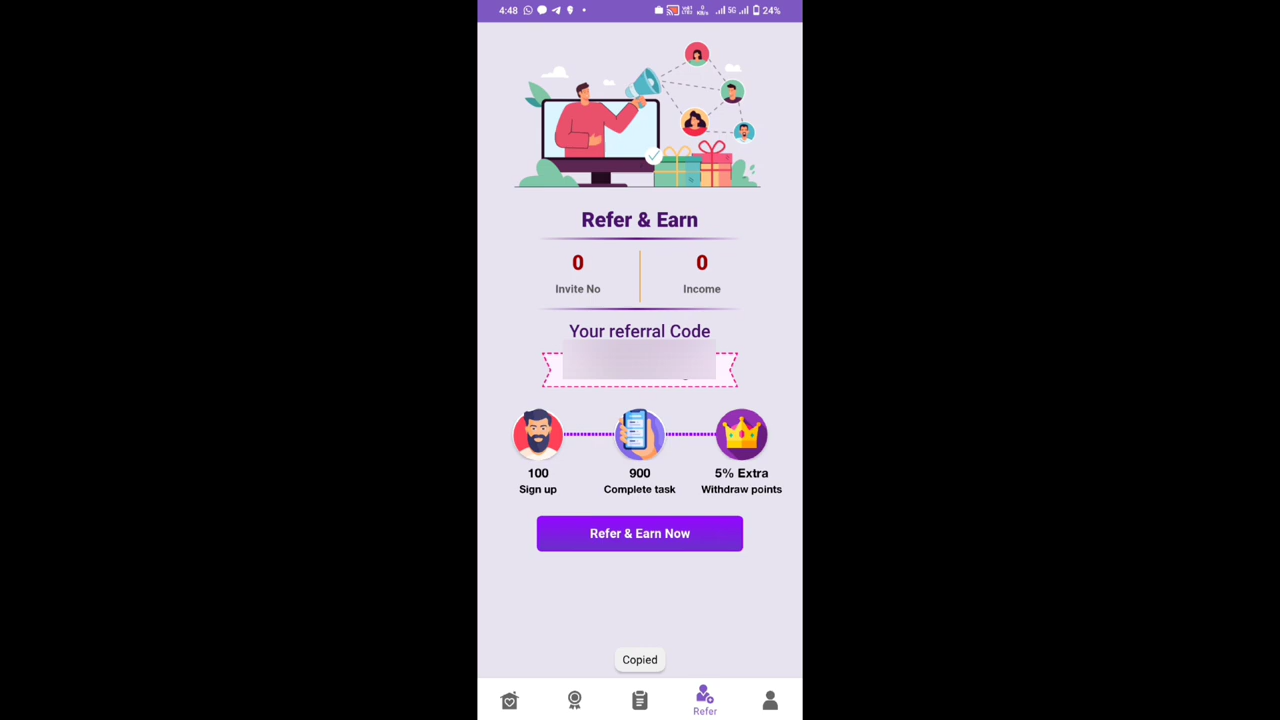 4:48
5G
24%
Refer & Earn
0
0
Invite No
Income
Your referral Code
100
900
5% Extra
Sign up
Complete task
Withdraw points
Refer & Earn Now
Copied
Refer